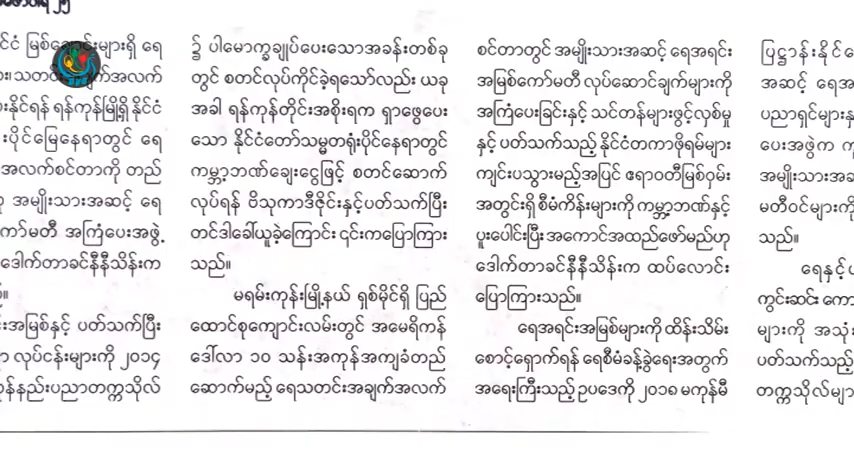 မြစ်ချောင်းများရှိ ရေ
အချက်အလက်
နိုင်ရန် ရန်ကုန်မြို့ရှိ နိုင်ငံ
ပိုင်မြေနေရာတွင် ရေ
အလက်စင်တာကို တည်
အမျိုးသားအဆင့် ရေ
ကော်မတီ အကြံပေးအဖွဲ့
ဒေါက်တာခင်နီနီသိန်းက
အမြစ်နှင့် ပတ်သက်ပြီး
လုပ်ငန်းများကို ၂၀၁၄
နည်းပညာတက္ကသိုလ်
၌ ပါမောက္ခချုပ်ပေးသောအခန်းတစ်ခု
တွင် စတင်လုပ်ကိုင်ခဲ့ရသော်လည်း ယခု
အခါ ရန်ကုန်တိုင်းအစိုးရက ရှာဖွေပေး
သော နိုင်ငံတော်သမ္မတရုံးပိုင်နေရာတွင်
ကမ္ဘာ့ဘဏ်ချေးငွေဖြင့် စတင်ဆောက်
လုပ်ရန် ဗိသုကာဒီဇိုင်းနှင့်ပတ်သက်ပြီး
တင်ဒါခေါ်ယူခဲ့ကြောင်း ၎င်းကပြောကြား
သည်။
မရမ်းကုန်းမြို့နယ် ရှစ်မိုင်ရှိ ပြည်
ထောင်စုကျောင်းလမ်းတွင် အမေရိကန်
ဒေါ်လာ ၁၀ သန်းအကုန်အကျခံတည်
ဆောက်မည့် ရေသတင်းအချက်အလက်
စင်တာတွင် အမျိုးသားအဆင့် ရေအရင်း
အမြစ်ကော်မတီ လုပ်ဆောင်ချက်များကို
အကြံပေးခြင်းနှင့် သင်တန်းများဖွင့်လှစ်မှု
နှင့် ပတ်သက်သည့် နိုင်ငံတကာဖိုရမ်များ
ကျင်းပသွားမည့်အပြင် ဧရာဝတီမြစ်ဝှမ်း
အတွင်းရှိ စီမံကိန်းများကို ကမ္ဘာ့ဘဏ်နှင့်
ပူးပေါင်းပြီး အကောင်အထည်ဖော်မည်ဟု
ဒေါက်တာခင်နီနီသိန်းက ထပ်လောင်း
ပြောကြားသည်။
ရေအရင်းအမြစ်များကို ထိန်းသိမ်း
စောင့်ရှောက်ရန် ရေစီမံခန့်ခွဲရေးအတွက်
အရေးကြီးသည့် ဥပဒေကို ၂၀၁၈ မကုန်မီ
ပြဋ္ဌာန်းနိုင်
အဆင့် ရေအ
ပညာရှင်များ
ပေးအဖွဲ့က
အမျိုးသားအ
မတီဝင်များကို
သည်။
ရေနှင့်
ကွင်းဆင်း
များကို အသုံး
ပတ်သက်သည့်
တက္ကသိုလ်များ